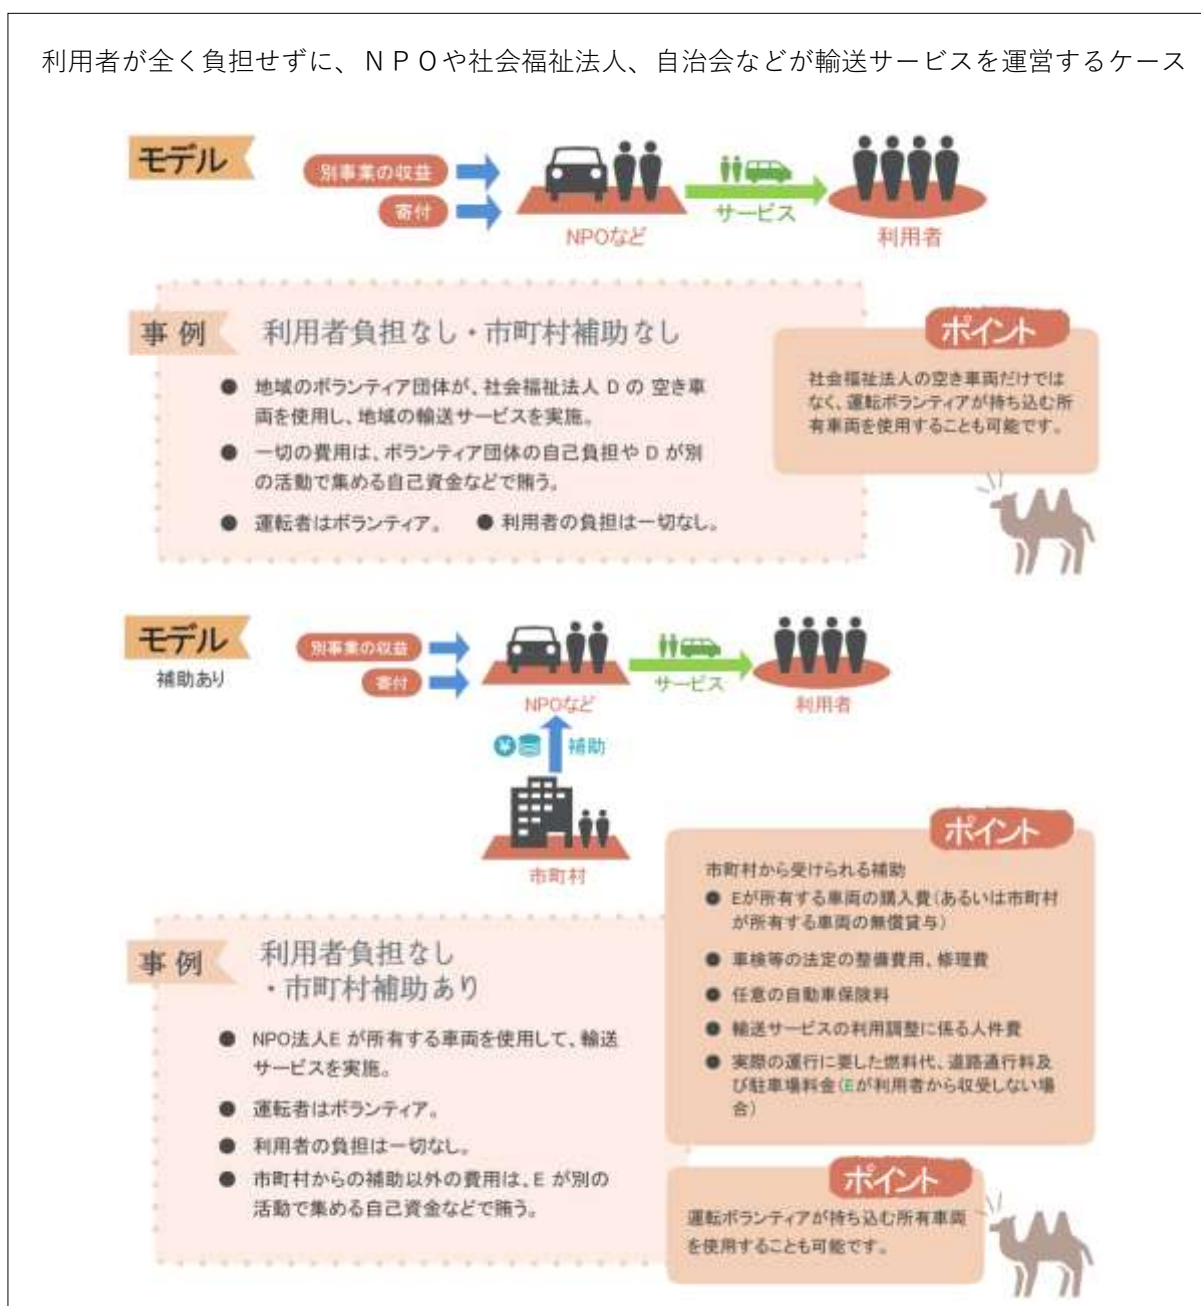 利用者が全く負担せずに、ＮＰＯや社会福祉法人、自治会などが輸送サービスを運営するケース
モデル
別事業の収益
寄付
NPOなど
サービス
利用者
事例
利用者負担なし・市町村補助なし
● 地域のボランティア団体が、社会福祉法人 D の 空き車
両を使用し、地域の輸送サービスを実施。
● 一切の費用は、ボランティア団体の自己負担や D が別
の活動で集める自己資金などで賄う。
● 運転者はボランティア。 ● 利用者の負担は一切なし。
ポイント
社会福祉法人の空き車両だけでは
なく、運転ボランティアが持ち込む所
有車両を使用することも可能です。
モデル
補助あり
別事業の収益
寄付
NPOなど
サービス
利用者
¥
補助
市町村
ポイント
市町村から受けられる補助
● Eが所有する車両の購入費(あるいは市町村
が所有する車両の無償貸与)
● 車検等の法定の整備費用、修理費
● 任意の自動車保険料
● 輸送サービスの利用調整に係る人件費
● 実際の運行に要した燃料代、道路通行料及
び駐車場料金(Eが利用者から収受しない場
合)
事例
利用者負担なし
・市町村補助あり
● NPO法人E が所有する車両を使用して、輸送
サービスを実施。
● 運転者はボランティア。
● 利用者の負担は一切なし。
● 市町村からの補助以外の費用は、E が別の
活動で集める自己資金などで賄う。
ポイント
運転ボランティアが持ち込む所有車両
を使用することも可能です。